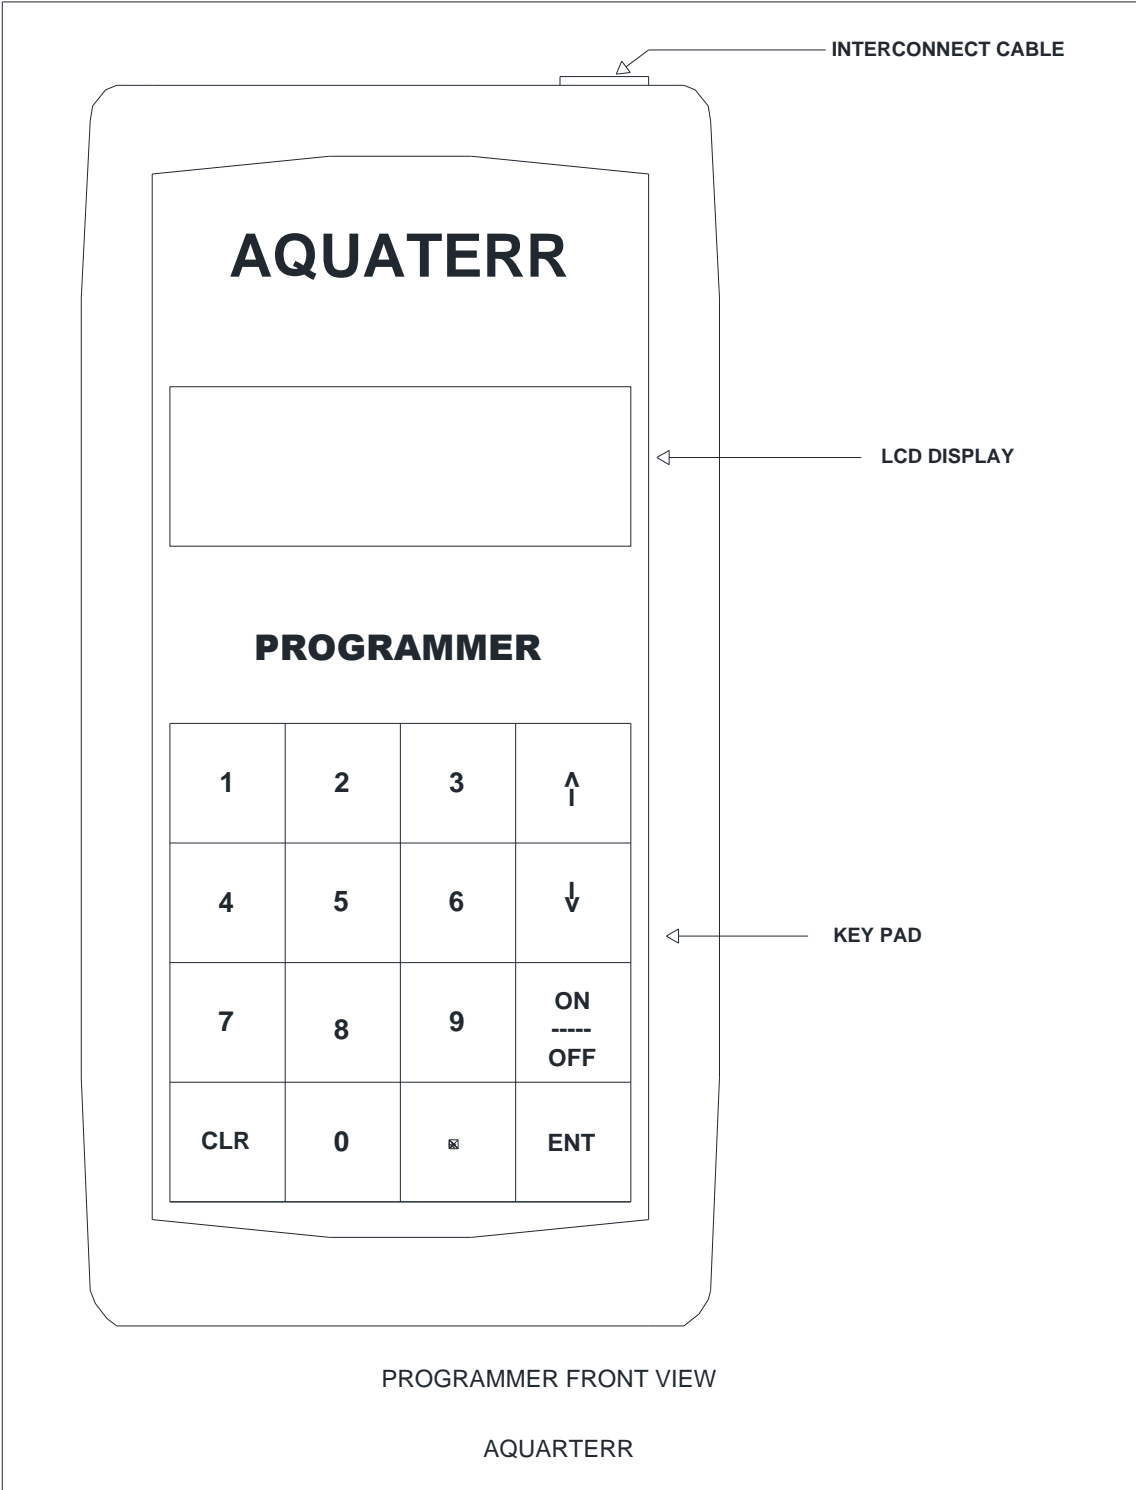 INTERCONNECT CABLE
AQUATERR
LCD DISPLAY
PROGRAMMER
1 2 3 ^
4 5 6 v
KEY PAD
7 8 9 ON
-----
OFF
CLR 0 . ENT
PROGRAMMER FRONT VIEW
AQUARTERR